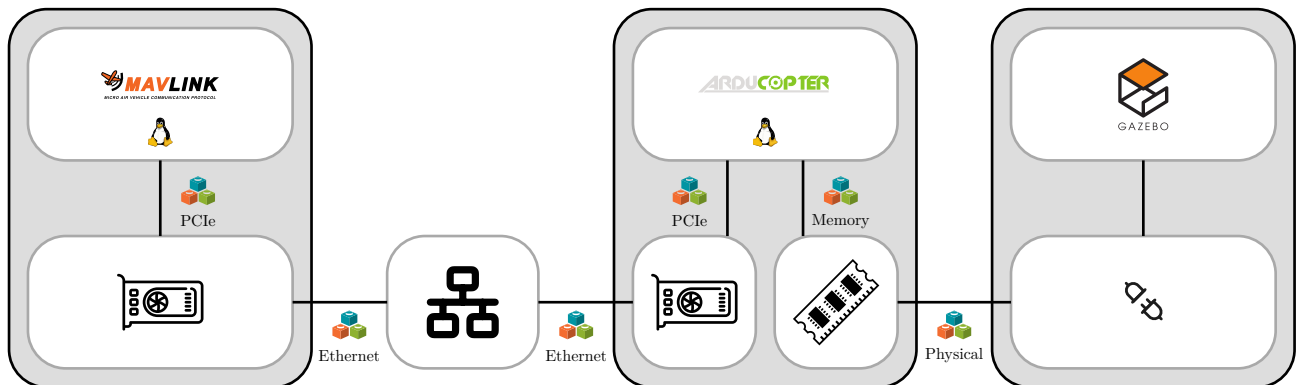 MAVLINK
MICRO AIR VEHICLE COMMUNICATION PROTOCOL
ARDUCOPTER
GAZEBO
PCIe
PCIe
Memory
Ethernet
Ethernet
Physical